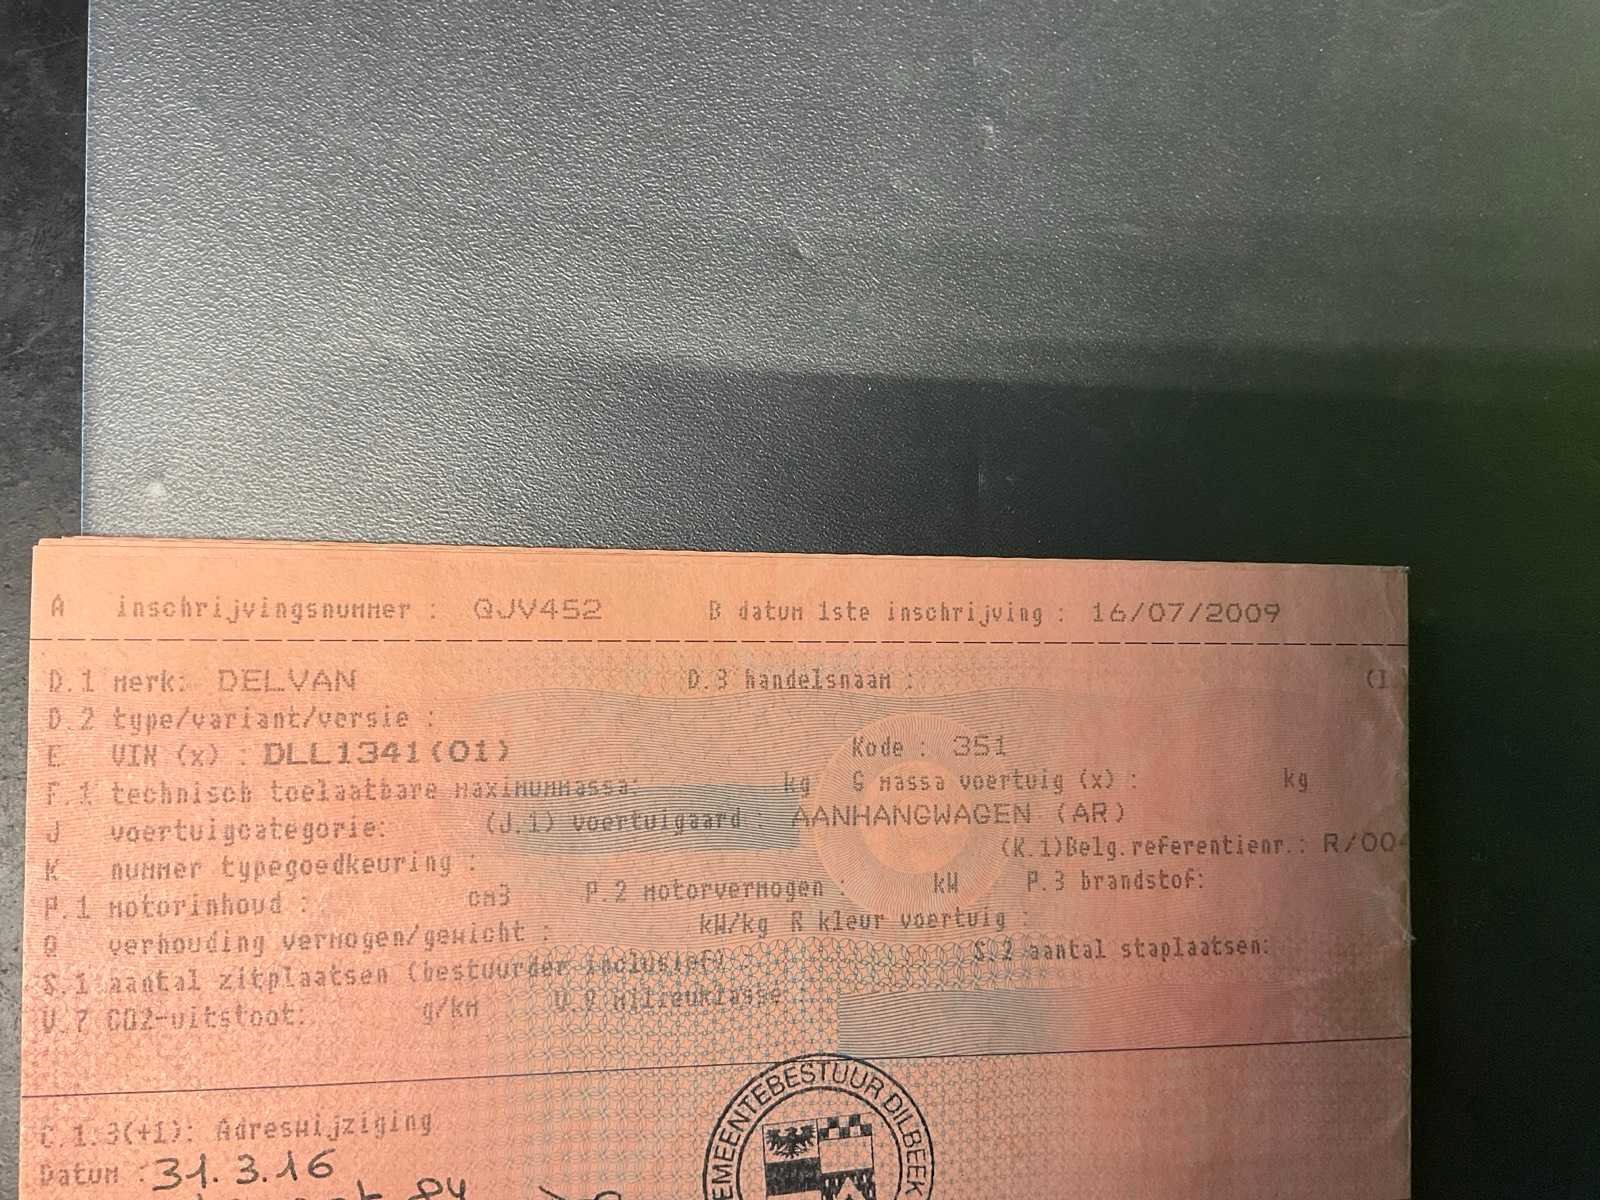 A inschrijvingsnummer : QJV452 B datum 1ste inschrijving : 16/07/2009
D.1 merk: DELVAN D.3 handelsnaam : (I
D.2 type/variant/versie :
E VIN (x) : DLL1341(01) Kode : 351
F.1 technisch toelaatbare maximummassa: kg G massa voertuig (x) : kg
J voertuigcategorie: (J.1) voertuigaard : AANHANGWAGEN (AR)
K nummer typegoedkeuring : (K.1)Belg.referentienr.: R/004
P.1 motorinhoud : cm3 P.2 motorvermogen : kW P.3 brandstof:
Q verhouding vermogen/gewicht : kW/kg R kleur voertuig :
S.1 aantal zitplaatsen (bestuurder inclusief) S.2 aantal staplaatsen:
V.7 CO2-uitstoot: g/km V.9 milieuklasse :
C.1.3(+1): Adreswijziging
Datum : 31.3.16
84
GEMEENTEBESTUUR DILBEEK